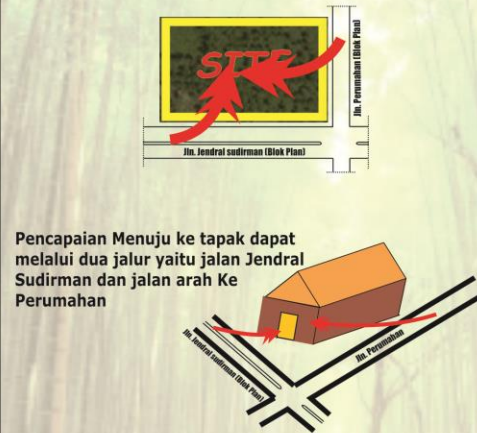 SITE
Jln. Perumahan (Blok Plan)
Jln. Jendral sudirman (Blok Plan)
Pencapaian Menuju ke tapak dapat
melalui dua jalur yaitu jalan Jendral
Sudirman dan jalan arah Ke
Perumahan
Jln. Jendral sudirman (Blok Plan)
Jln. Perumahan